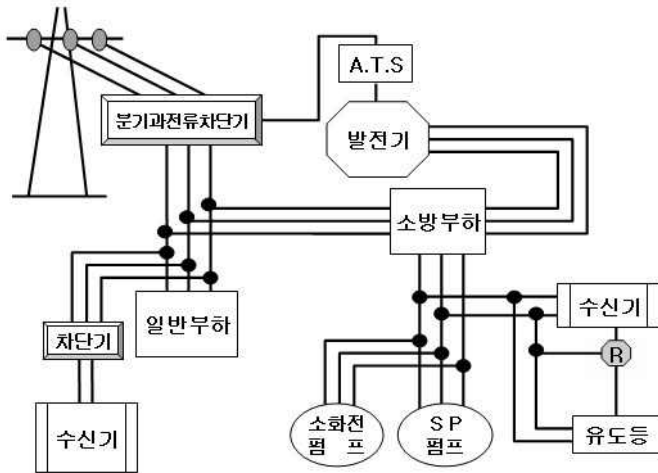 A.T.S
분기과전류차단기
발전기
소방부하
수신기
일반부하
차단기
R
소화전
펌 프
SP
펌프
유도등
수신기